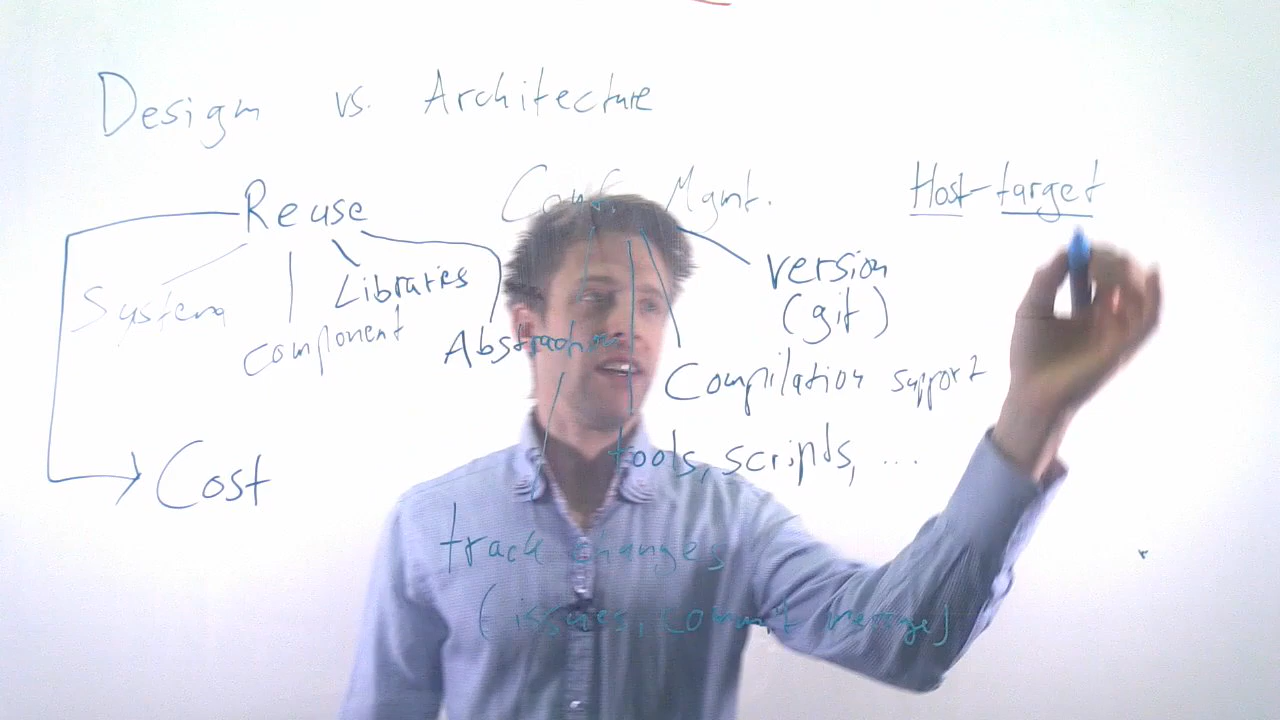 Design vs. Architecture
Reuse
System
component
Libraries
Abstraction
Cost
Conf. Mgmt.
version
(git)
Compilation support
tools, scripts, ...
track changes
(issues, commit message)
Host-target